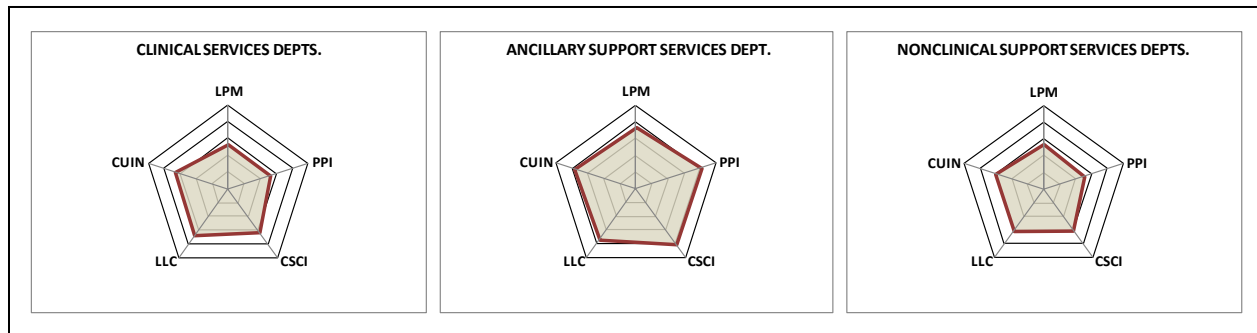 CLINICAL SERVICES DEPTS.
LPM
PPI
CSCI
LLC
CUIN
ANCILLARY SUPPORT SERVICES DEPT.
LPM
PPI
CSCI
LLC
CUIN
NONCLINICAL SUPPORT SERVICES DEPTS.
LPM
PPI
CSCI
LLC
CUIN